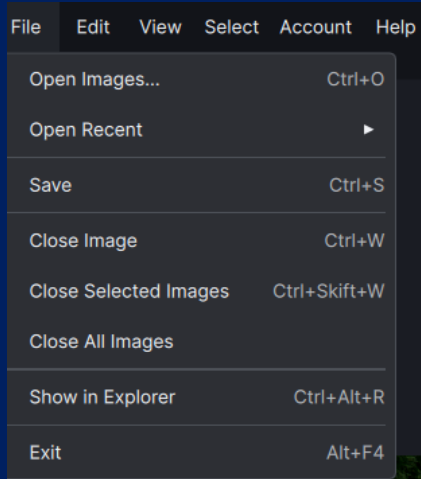 File Edit View Select Account Help
Open Images... Ctrl+O
Open Recent
Save Ctrl+S
Close Image Ctrl+W
Close Selected Images Ctrl+Skift+W
Close All Images
Show in Explorer Ctrl+Alt+R
Exit Alt+F4